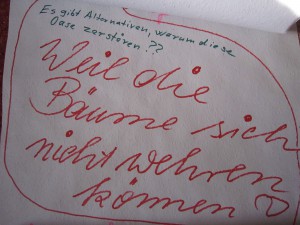 Es gibt Alternativen, warum diese
Oase zerstören??
Weil die
Bäume sich
nicht wehren
können